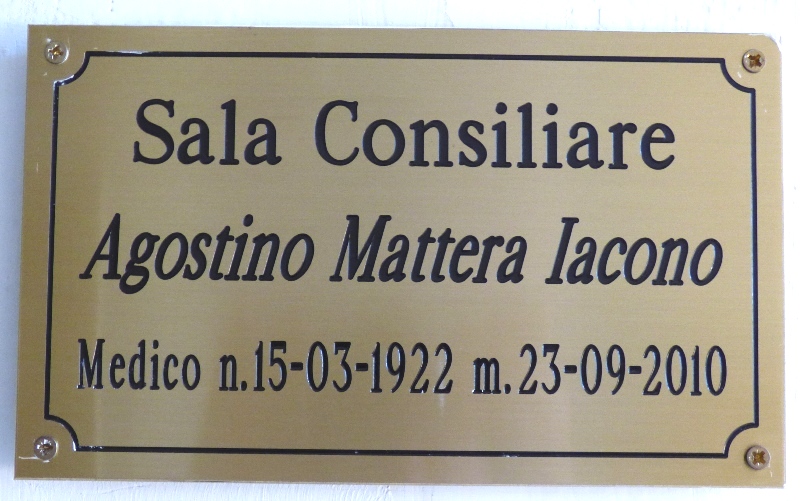 Sala Consiliare
Agostino Mattera Iacono
Medico n.15-03-1922 m.23-09-2010